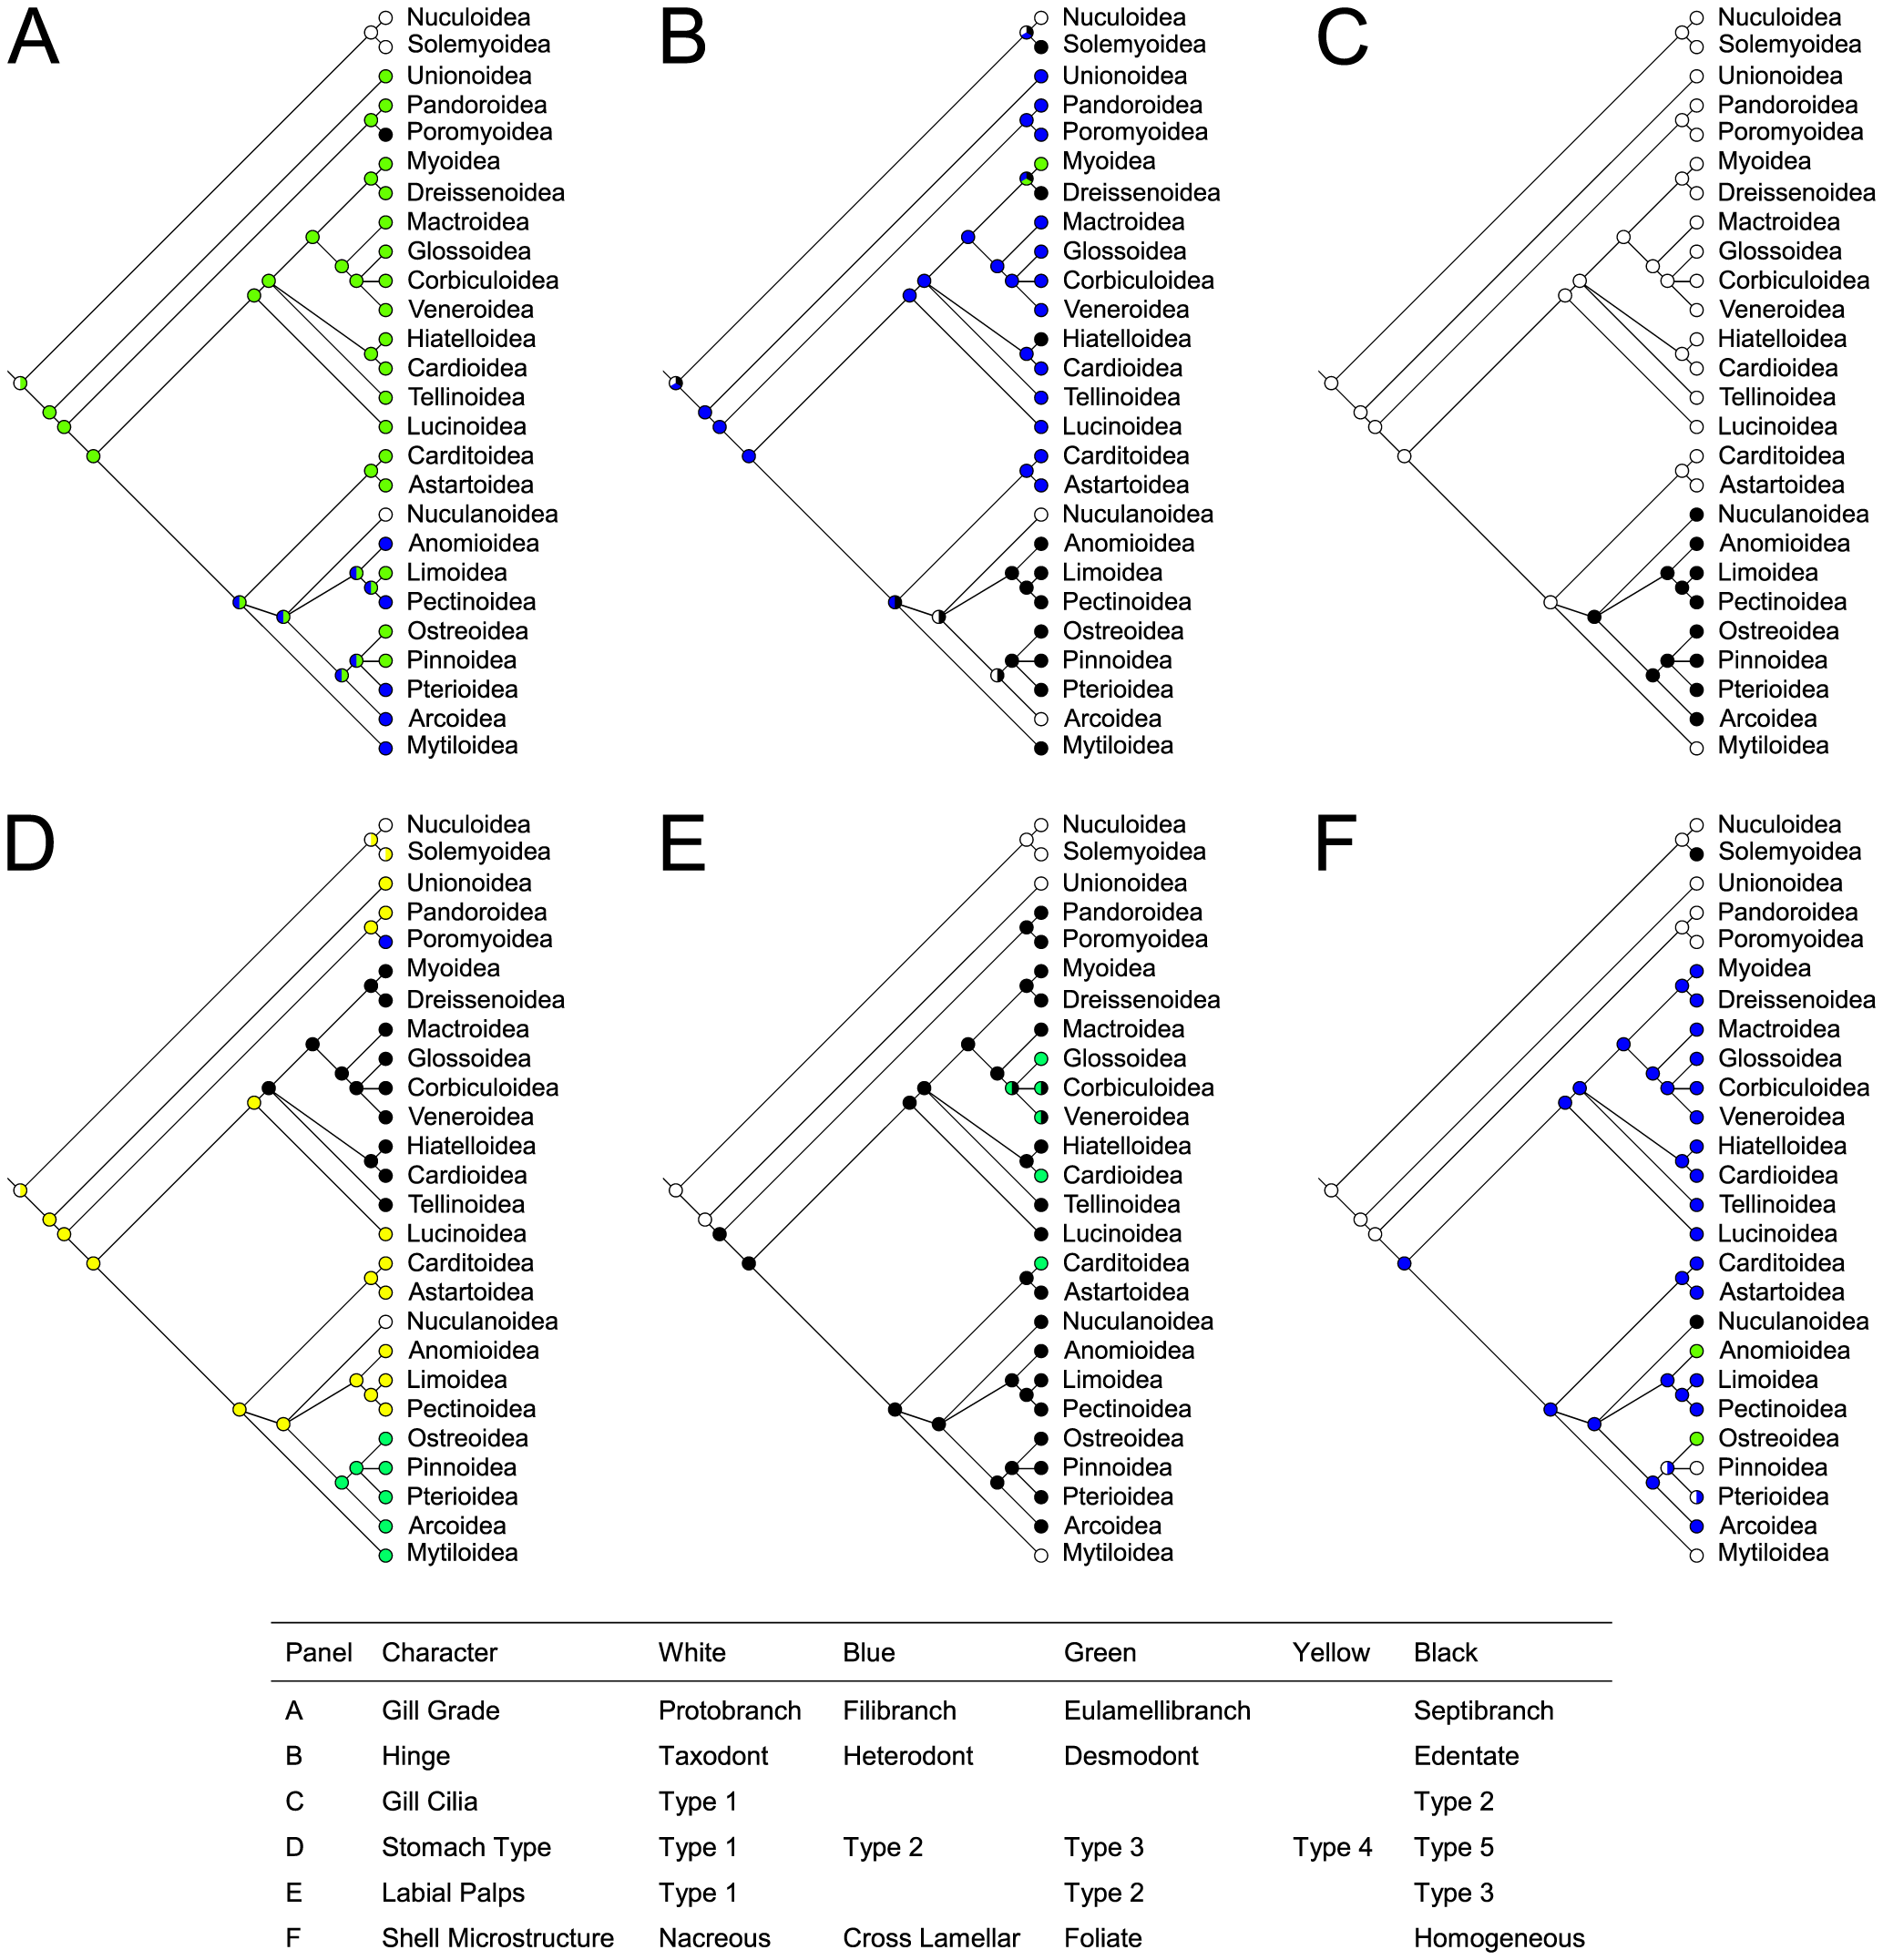 A
Nuculoidea
Solemyoidea
Unionoidea
Pandoroidea
Poromyoidea
Myoidea
Dreissenoidea
Mactroidea
Glossoidea
Corbiculoidea
Veneroidea
Hiatelloidea
Cardioidea
Tellinoidea
Lucinoidea
Carditoidea
Astartoidea
Nuculanoidea
Anomioidea
Limoidea
Pectinoidea
Ostreoidea
Pinnoidea
Pterioidea
Arcoidea
Mytiloidea
B
Nuculoidea
Solemyoidea
Unionoidea
Pandoroidea
Poromyoidea
Myoidea
Dreissenoidea
Mactroidea
Glossoidea
Corbiculoidea
Veneroidea
Hiatelloidea
Cardioidea
Tellinoidea
Lucinoidea
Carditoidea
Astartoidea
Nuculanoidea
Anomioidea
Limoidea
Pectinoidea
Ostreoidea
Pinnoidea
Pterioidea
Arcoidea
Mytiloidea
C
Nuculoidea
Solemyoidea
Unionoidea
Pandoroidea
Poromyoidea
Myoidea
Dreissenoidea
Mactroidea
Glossoidea
Corbiculoidea
Veneroidea
Hiatelloidea
Cardioidea
Tellinoidea
Lucinoidea
Carditoidea
Astartoidea
Nuculanoidea
Anomioidea
Limoidea
Pectinoidea
Ostreoidea
Pinnoidea
Pterioidea
Arcoidea
Mytiloidea
D
Nuculoidea
Solemyoidea
Unionoidea
Pandoroidea
Poromyoidea
Myoidea
Dreissenoidea
Mactroidea
Glossoidea
Corbiculoidea
Veneroidea
Hiatelloidea
Cardioidea
Tellinoidea
Lucinoidea
Carditoidea
Astartoidea
Nuculanoidea
Anomioidea
Limoidea
Pectinoidea
Ostreoidea
Pinnoidea
Pterioidea
Arcoidea
Mytiloidea
E
Nuculoidea
Solemyoidea
Unionoidea
Pandoroidea
Poromyoidea
Myoidea
Dreissenoidea
Mactroidea
Glossoidea
Corbiculoidea
Veneroidea
Hiatelloidea
Cardioidea
Tellinoidea
Lucinoidea
Carditoidea
Astartoidea
Nuculanoidea
Anomioidea
Limoidea
Pectinoidea
Ostreoidea
Pinnoidea
Pterioidea
Arcoidea
Mytiloidea
F
Nuculoidea
Solemyoidea
Unionoidea
Pandoroidea
Poromyoidea
Myoidea
Dreissenoidea
Mactroidea
Glossoidea
Corbiculoidea
Veneroidea
Hiatelloidea
Cardioidea
Tellinoidea
Lucinoidea
Carditoidea
Astartoidea
Nuculanoidea
Anomioidea
Limoidea
Pectinoidea
Ostreoidea
Pinnoidea
Pterioidea
Arcoidea
Mytiloidea
Panel Character White Blue Green Yellow Black
A Gill Grade Protobranch Filibranch Eulamellibranch Septibranch
B Hinge Taxodont Heterodont Desmodont Edentate
C Gill Cilia Type 1 Type 2
D Stomach Type Type 1 Type 2 Type 3 Type 4 Type 5
E Labial Palps Type 1 Type 2 Type 3
F Shell Microstructure Nacreous Cross Lamellar Foliate Homogeneous